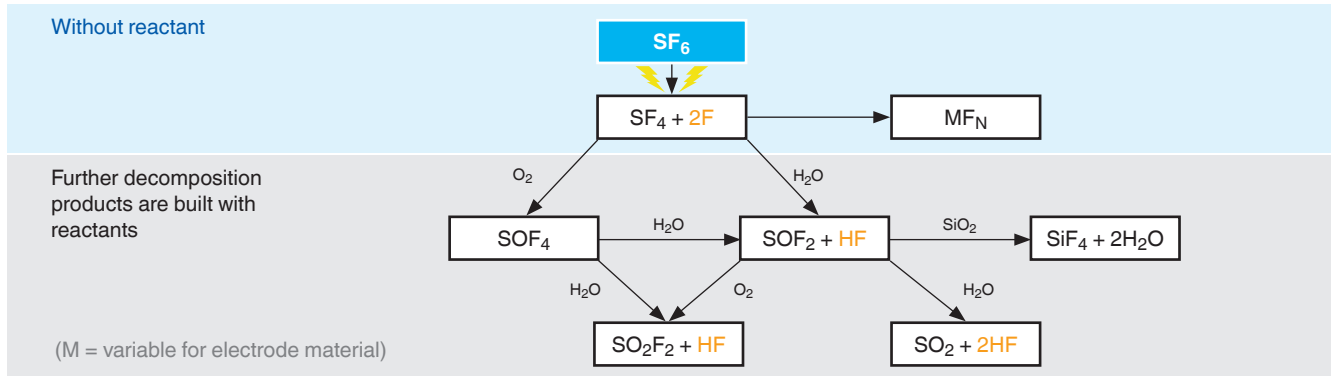 Without reactant
SF₆
SF₄ + 2F
MF_N
Further decomposition
products are built with
reactants
O₂
H₂O
SOF₄
H₂O
SOF₂ + HF
SiO₂
SiF₄ + 2H₂O
H₂O
O₂
H₂O
(M = variable for electrode material)
SO₂F₂ + HF
SO₂ + 2HF